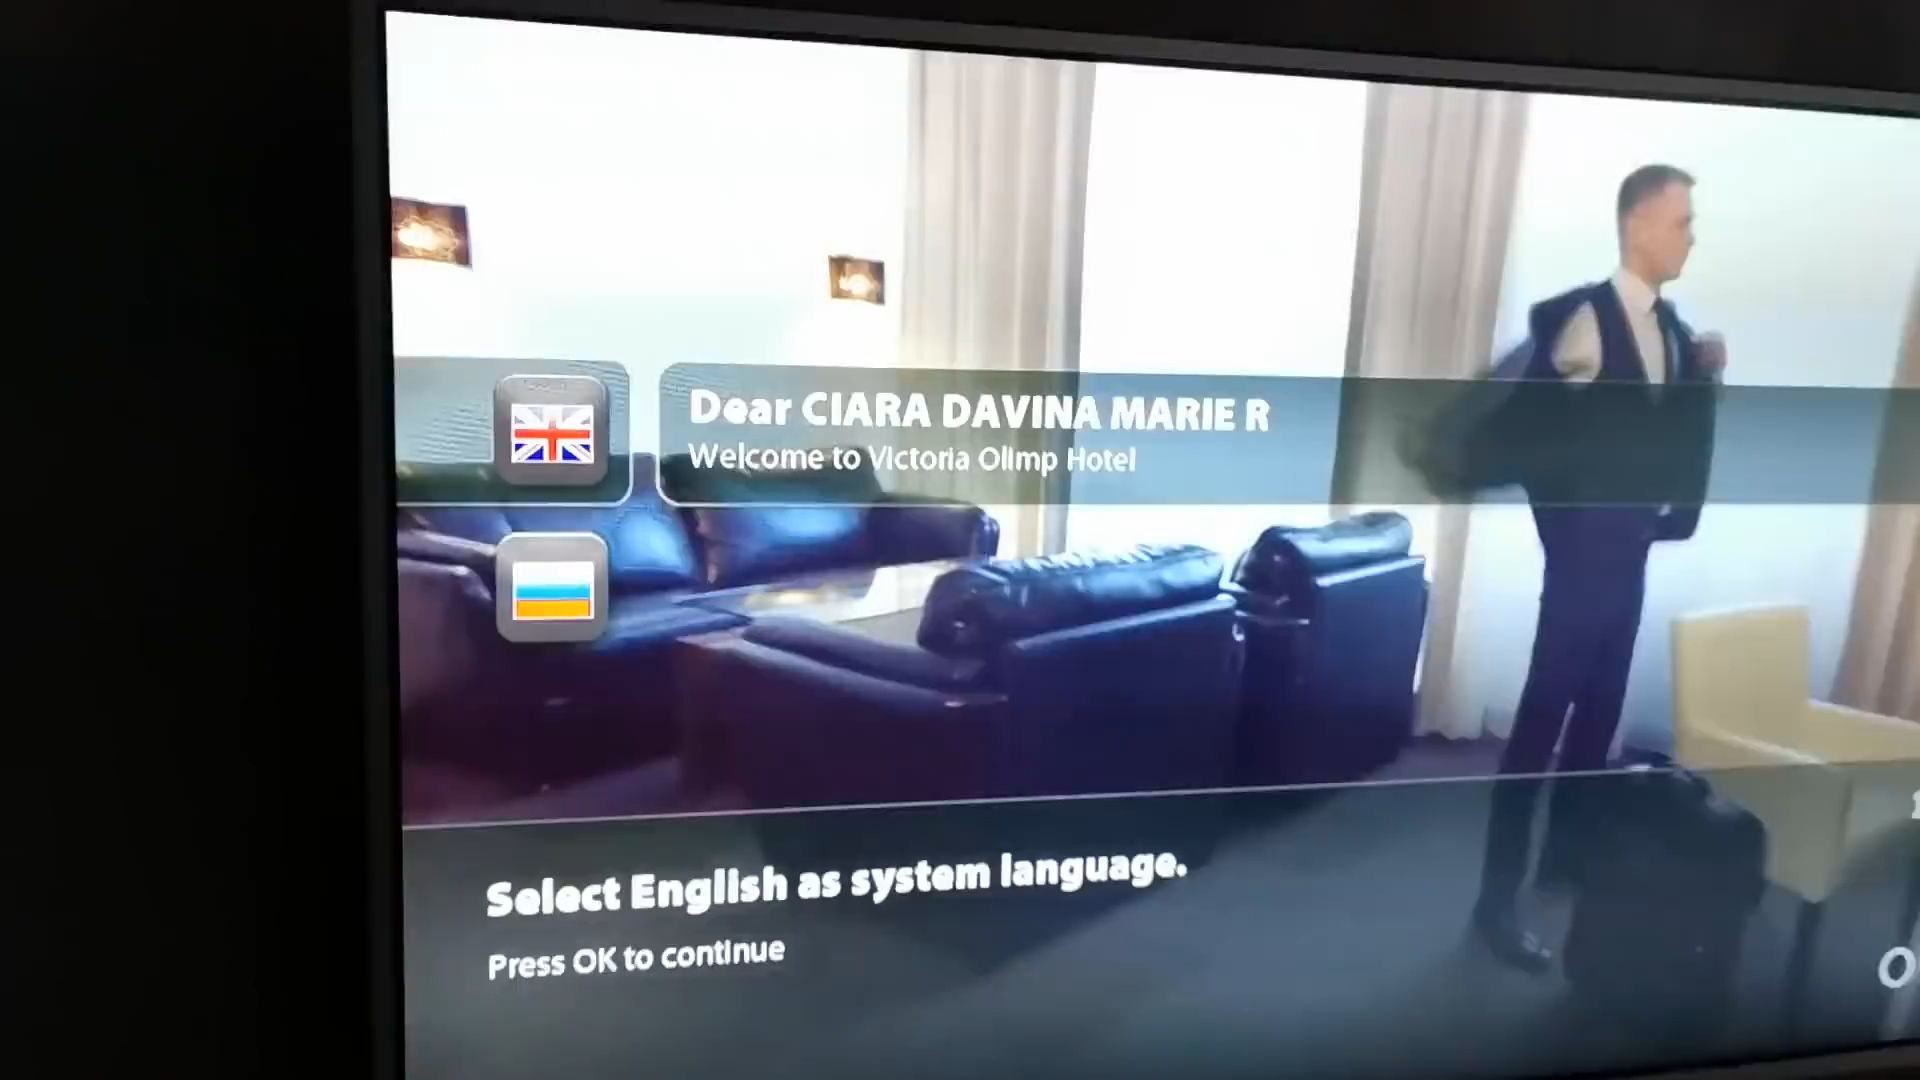 Dear CIARA DAVINA MARIE R
Welcome to Victoria Olimp Hotel
Select English as system language.
Press OK to continue